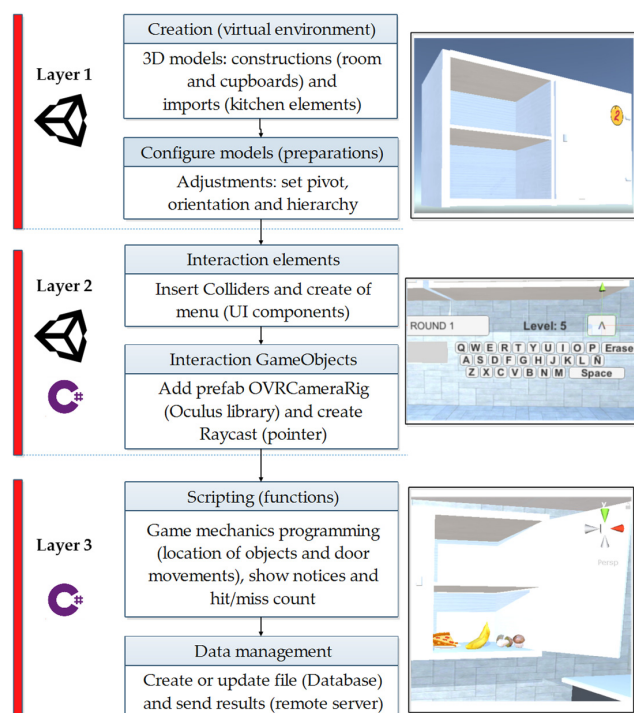 Layer 1
Creation (virtual environment)
3D models: constructions (room
and cupboards) and
imports (kitchen elements)
Configure models (preparations)
Adjustments: set pivot,
orientation and hierarchy
2
Layer 2
C#
Interaction elements
Insert Colliders and create of
menu (UI components)
Interaction GameObjects
Add prefab OVRCameraRig
(Oculus library) and create
Raycast (pointer)
ROUND 1
Level: 5
Λ
Q W E R T Y U I O P Erase
A S D F G H J K L Ñ
Z X C V B N M Space
Layer 3
C#
Scripting (functions)
Game mechanics programming
(location of objects and door
movements), show notices and
hit/miss count
Data management
Create or update file (Database)
and send results (remote server)
Y
Persp